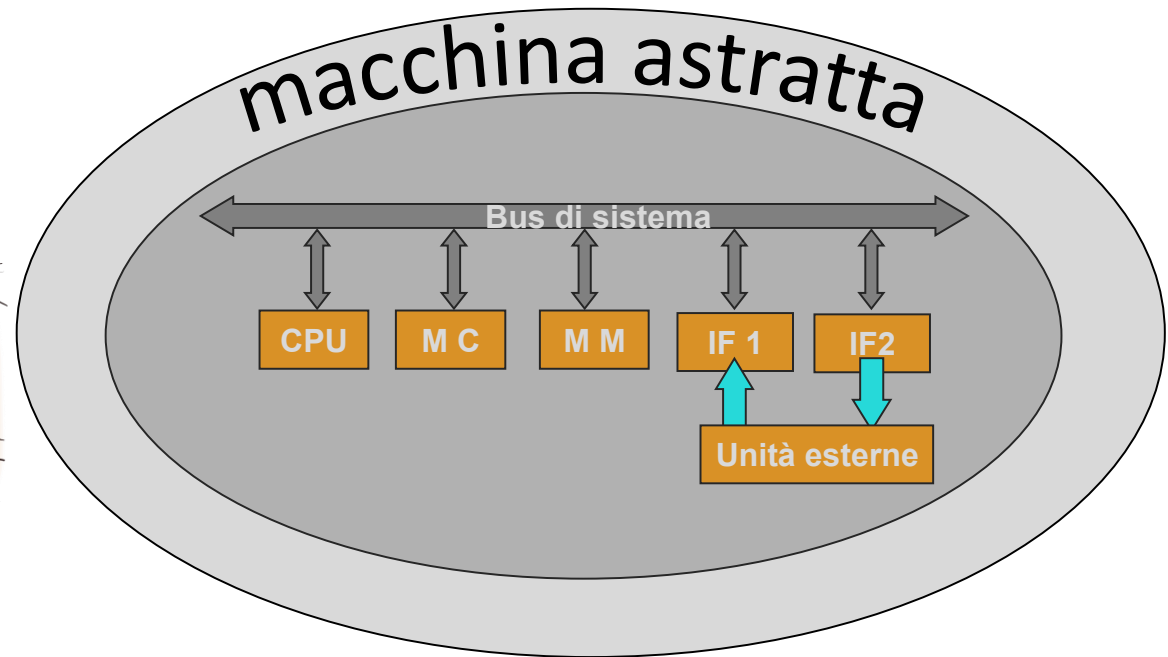 macchina astratta
Bus di sistema
CPU
M C
M M
IF 1
IF2
Unità esterne